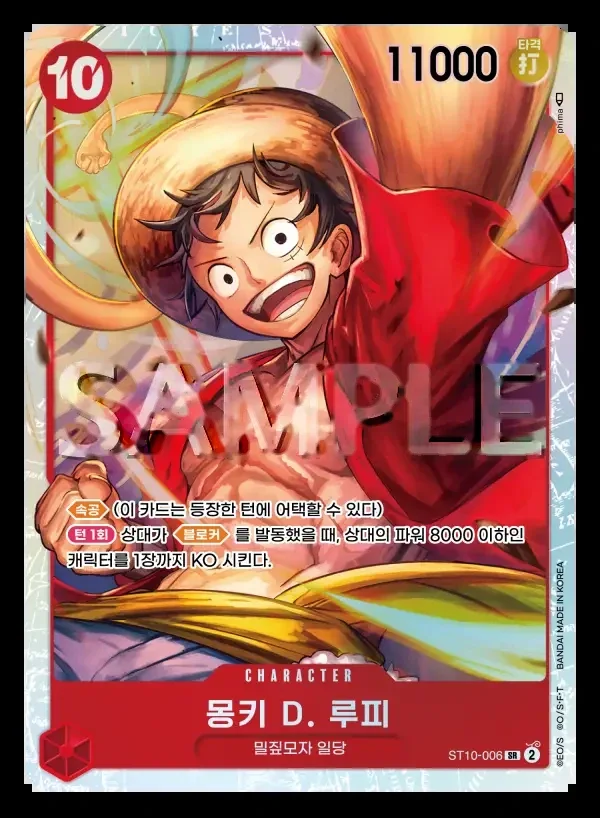 10
11000
타격
打
phima
SAMPLE
속공 (이 카드는 등장한 턴에 어택할 수 있다)
턴 1회 상대가 블로커 를 발동했을 때, 상대의 파워 8000 이하인
캐릭터를 1장까지 KO 시킨다.
CHARACTER
몽키 D. 루피
밀짚모자 일당
ST10-006 SR 2
©EO/S ©O/S·F·T BANDAI MADE IN KOREA